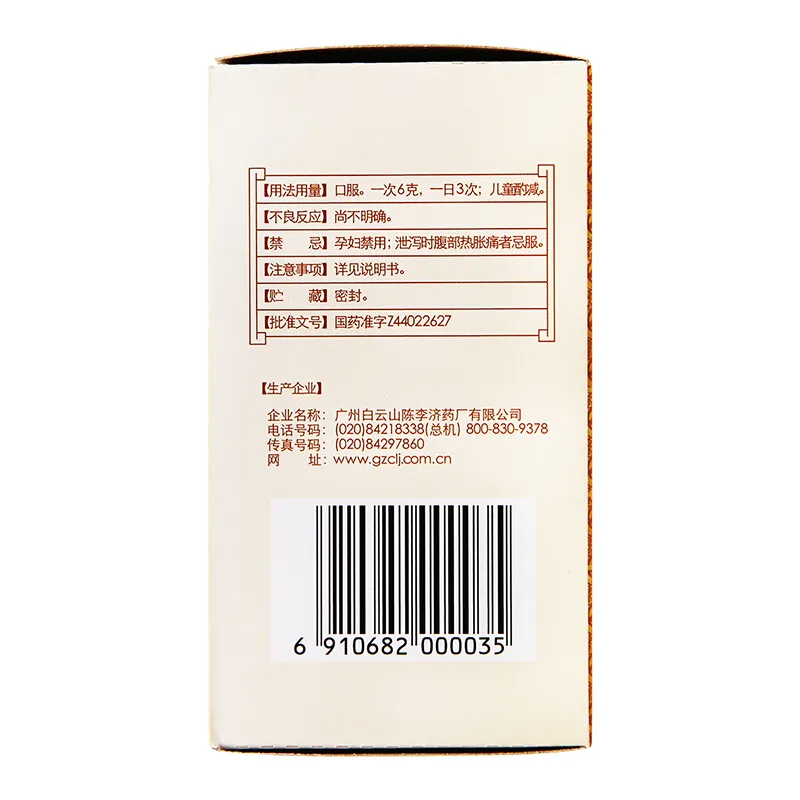 【用法用量】口服。一次6克，一日3次；儿童酌减。
【不良反应】尚不明确。
【禁　　忌】孕妇禁用；泄泻时腹部热胀痛者忌服。
【注意事项】详见说明书。
【贮　　藏】密封。
【批准文号】国药准字Z44022627
【生产企业】
企业名称：广州白云山陈李济药厂有限公司
电话号码：(020)84218338(总机) 800-830-9378
传真号码：(020)84297860
网　　址：www.gzclj.com.cn
6 910682 000035